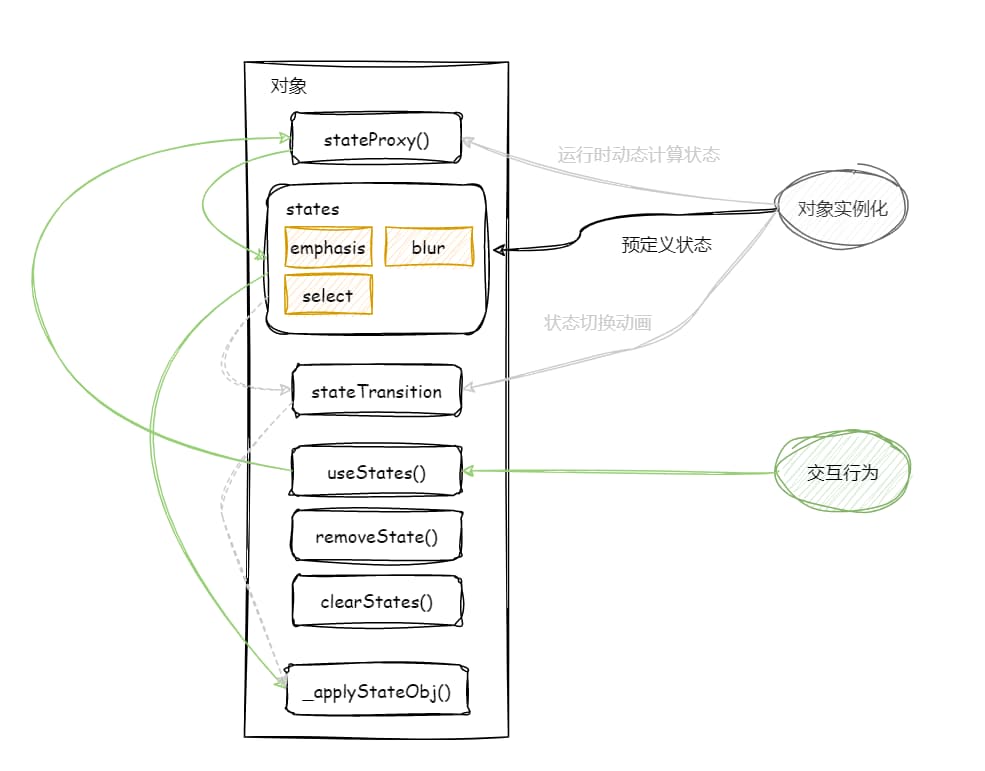 对象
stateProxy()
运行时动态计算状态
对象实例化
states
emphasis
blur
预定义状态
select
状态切换动画
stateTransition
useStates()
交互行为
removeState()
clearStates()
_applyStateObj()